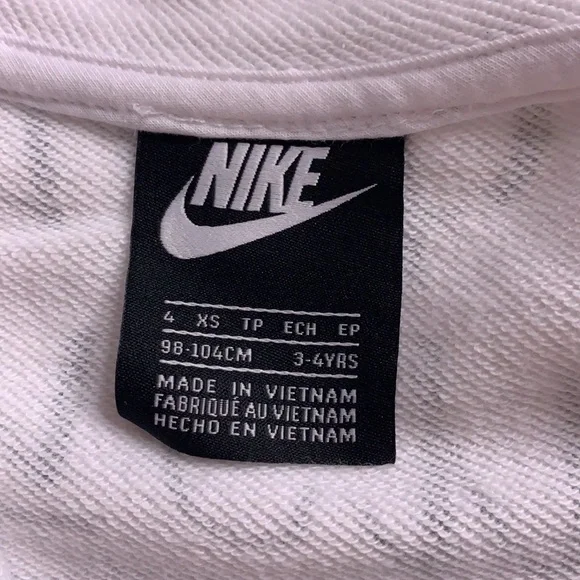 NIKE
4 XS TP ECH EP
98-104CM 3-4YRS
MADE IN VIETNAM
FABRIQUÉ AU VIETNAM
HECHO EN VIETNAM